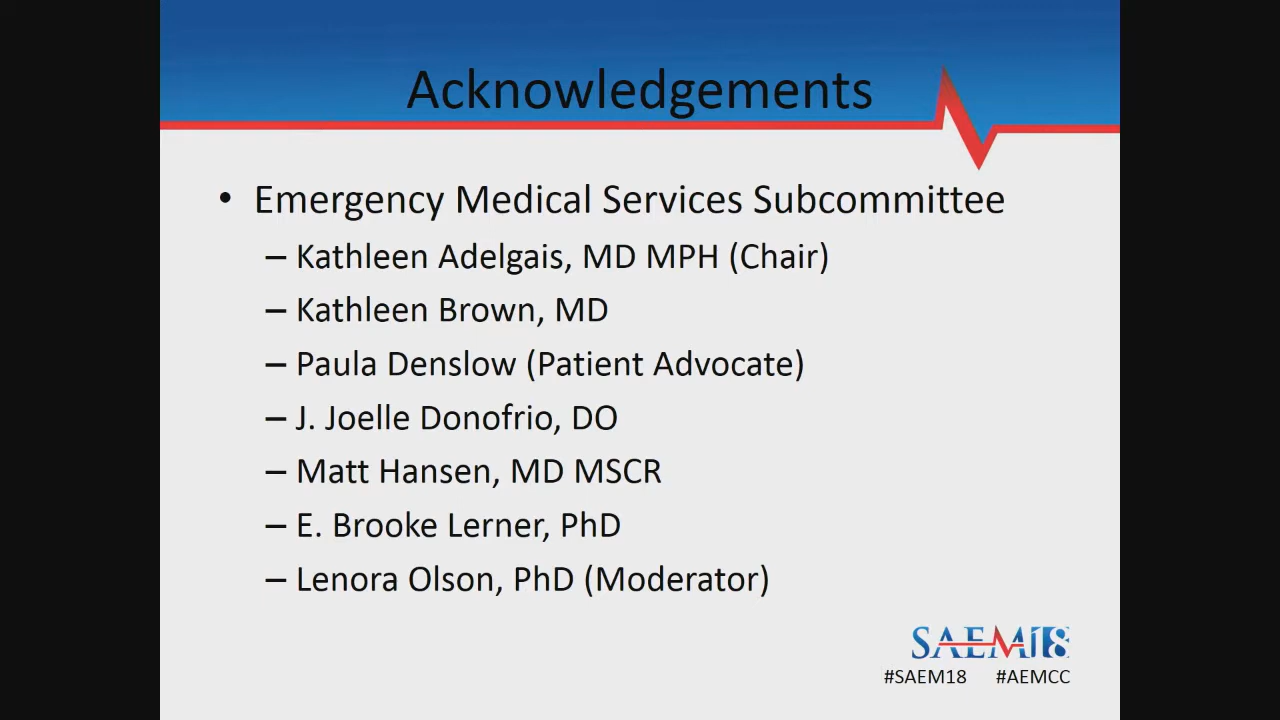 Acknowledgements
• Emergency Medical Services Subcommittee
– Kathleen Adelgais, MD MPH (Chair)
– Kathleen Brown, MD
– Paula Denslow (Patient Advocate)
– J. Joelle Donofrio, DO
– Matt Hansen, MD MSCR
– E. Brooke Lerner, PhD
– Lenora Olson, PhD (Moderator)
SAEM18
#SAEM18 #AEMCC